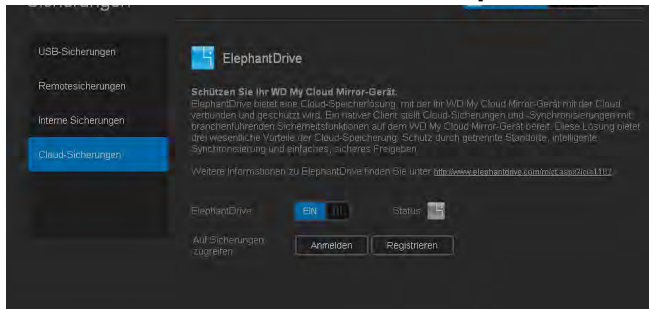 Sicherungen
USB-Sicherungen
Remotesicherungen
Interne Sicherungen
Cloud-Sicherungen
ElephantDrive
Schützen Sie Ihr WD My Cloud Mirror-Gerät.
ElephantDrive bietet eine Cloud-Speicherlösung, mit der Ihr WD My Cloud Mirror-Gerät mit der Cloud
verbunden und geschützt wird. Ein nativer Client stellt Cloud-Sicherungen und -Synchronisierungen mit
branchenführenden Sicherheitsfunktionen auf dem WD My Cloud Mirror-Gerät bereit. Diese Lösung bietet
drei wesentliche Vorteile der Cloud-Speicherung: Schutz durch getrennte Standorte, intelligente
Synchronisierung und einfaches, sicheres Freigeben.
Weitere Informationen zu ElephantDrive finden Sie unter
ElephantDrive
EIN
Status
Auf Sicherungen
zugreifen
Anmelden
Registrieren